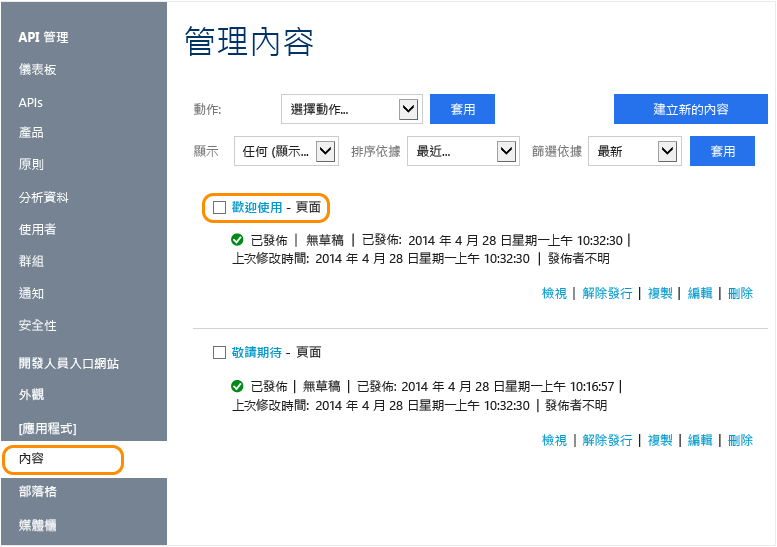 API 管理
儀表板
APIs
產品
原則
分析資料
使用者
群組
通知
安全性
開發人員入口網站
外觀
[應用程式]
內容
部落格
媒體櫃
管理內容
動作: 選擇動作... 套用 建立新的內容
顯示 任何 (顯示... 排序依據 最近... 篩選依據 最新 套用
歡迎使用 - 頁面
已發佈 | 無草稿 | 已發佈: 2014 年 4 月 28 日星期一上午 10:32:30 |
上次修改時間: 2014 年 4 月 28 日星期一上午 10:32:30 | 發佈者不明
檢視 | 解除發行 | 複製 | 編輯 | 刪除
敬請期待 - 頁面
已發佈 | 無草稿 | 已發佈: 2014 年 4 月 28 日星期一上午 10:16:57 |
上次修改時間: 2014 年 4 月 28 日星期一上午 10:32:30 | 發佈者不明
檢視 | 解除發行 | 複製 | 編輯 | 刪除